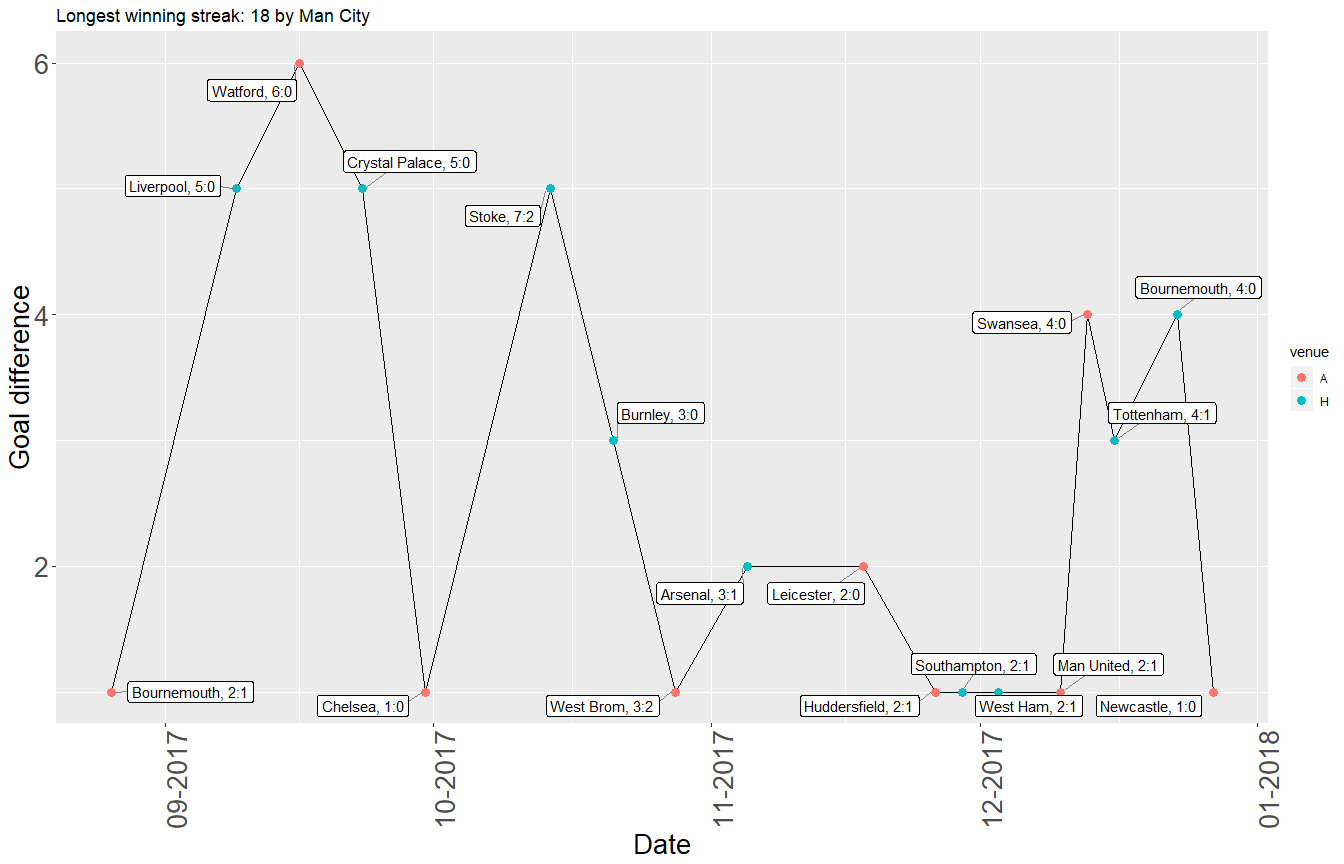 Longest winning streak: 18 by Man City
6
Watford, 6:0
Crystal Palace, 5:0
Liverpool, 5:0
Stoke, 7:2
Bournemouth, 4:0
4
Swansea, 4:0
Goal difference
venue
A
H
Burnley, 3:0
Tottenham, 4:1
2
Arsenal, 3:1
Leicester, 2:0
Southampton, 2:1
Man United, 2:1
Bournemouth, 2:1
Chelsea, 1:0
West Brom, 3:2
Huddersfield, 2:1
West Ham, 2:1
Newcastle, 1:0
09-2017
10-2017
11-2017
12-2017
01-2018
Date